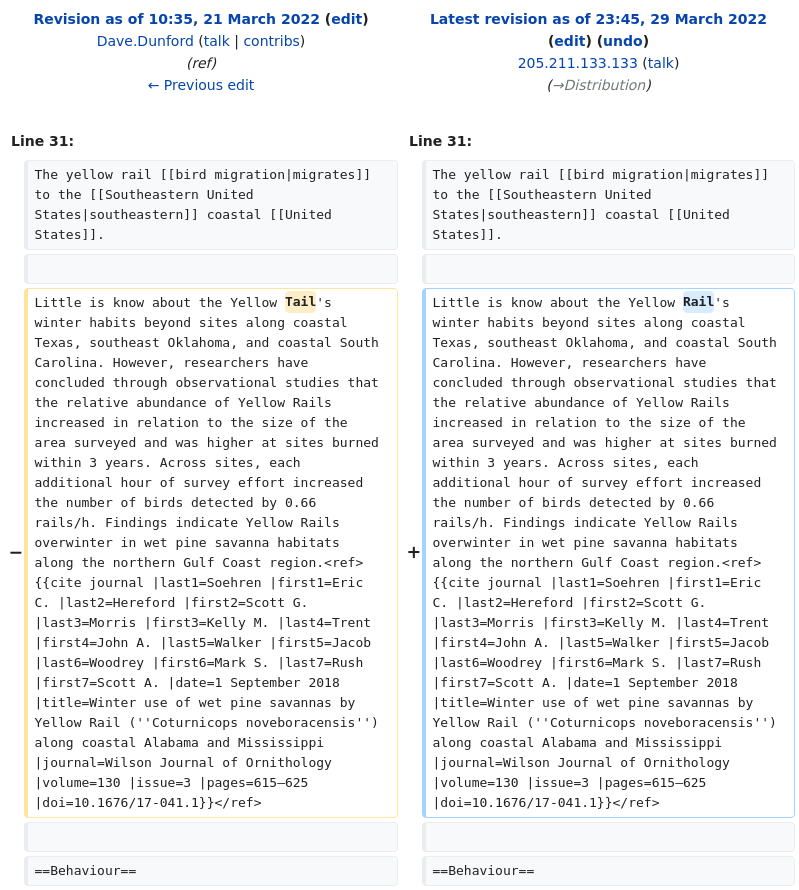 Revision as of 10:35, 21 March 2022 (edit)
Dave.Dunford (talk | contribs)
(ref)
← Previous edit
Latest revision as of 23:45, 29 March 2022
(edit) (undo)
205.211.133.133 (talk)
(→Distribution)
Line 31:
The yellow rail [[bird migration|migrates]]
to the [[Southeastern United
States|southeastern]] coastal [[United
States]].
−
Little is know about the Yellow Tail's
winter habits beyond sites along coastal
Texas, southeast Oklahoma, and coastal South
Carolina. However, researchers have
concluded through observational studies that
the relative abundance of Yellow Rails
increased in relation to the size of the
area surveyed and was higher at sites burned
within 3 years. Across sites, each
additional hour of survey effort increased
the number of birds detected by 0.66
rails/h. Findings indicate Yellow Rails
overwinter in wet pine savanna habitats
along the northern Gulf Coast region.<ref>
{{cite journal |last1=Soehren |first1=Eric
C. |last2=Hereford |first2=Scott G.
|last3=Morris |first3=Kelly M. |last4=Trent
|first4=John A. |last5=Walker |first5=Jacob
|last6=Woodrey |first6=Mark S. |last7=Rush
|first7=Scott A. |date=1 September 2018
|title=Winter use of wet pine savannas by
Yellow Rail (''Coturnicops noveboracensis'')
along coastal Alabama and Mississippi
|journal=Wilson Journal of Ornithology
|volume=130 |issue=3 |pages=615–625
|doi=10.1676/17-041.1}}</ref>
==Behaviour==
Line 31:
The yellow rail [[bird migration|migrates]]
to the [[Southeastern United
States|southeastern]] coastal [[United
States]].
+
Little is know about the Yellow Rail's
winter habits beyond sites along coastal
Texas, southeast Oklahoma, and coastal South
Carolina. However, researchers have
concluded through observational studies that
the relative abundance of Yellow Rails
increased in relation to the size of the
area surveyed and was higher at sites burned
within 3 years. Across sites, each
additional hour of survey effort increased
the number of birds detected by 0.66
rails/h. Findings indicate Yellow Rails
overwinter in wet pine savanna habitats
along the northern Gulf Coast region.<ref>
{{cite journal |last1=Soehren |first1=Eric
C. |last2=Hereford |first2=Scott G.
|last3=Morris |first3=Kelly M. |last4=Trent
|first4=John A. |last5=Walker |first5=Jacob
|last6=Woodrey |first6=Mark S. |last7=Rush
|first7=Scott A. |date=1 September 2018
|title=Winter use of wet pine savannas by
Yellow Rail (''Coturnicops noveboracensis'')
along coastal Alabama and Mississippi
|journal=Wilson Journal of Ornithology
|volume=130 |issue=3 |pages=615–625
|doi=10.1676/17-041.1}}</ref>
==Behaviour==